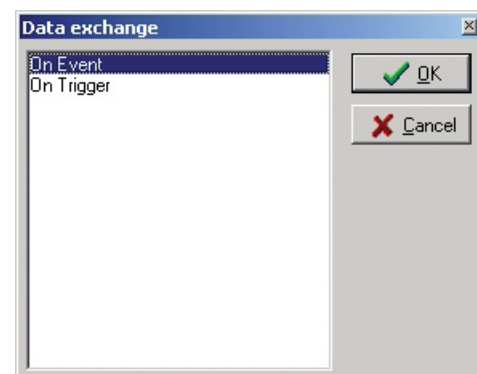 Data exchange
On Event
On Trigger
OK
Cancel